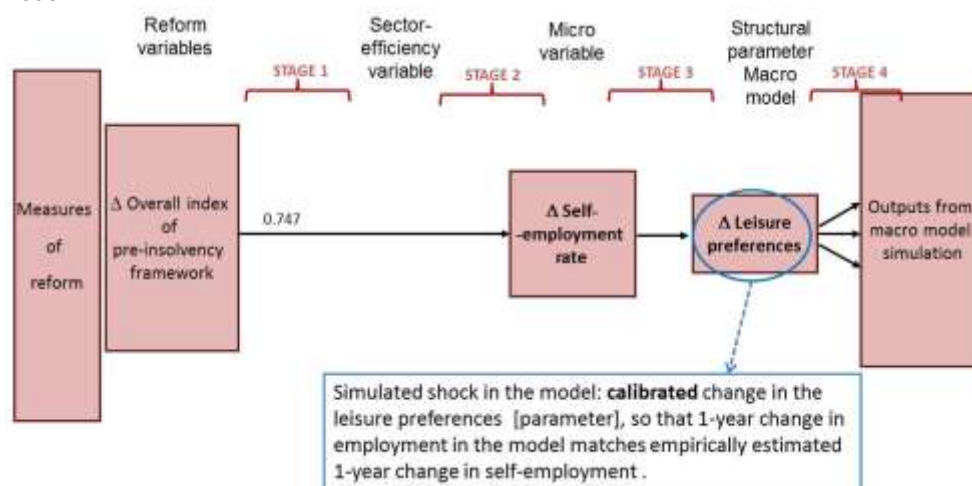 Reform
variables
Sector-
efficiency
variable
Micro
variable
Structural
parameter
Macro
model
STAGE 1
STAGE 2
STAGE 3
STAGE 4
Measures
of
reform
Δ Overall index
of
pre-insolvency
framework
0.747
Δ Self-
-employment
rate
Δ Leisure
preferences
Outputs from
macro model
simulation
Simulated shock in the model: calibrated change in the
leisure preferences [parameter], so that 1-year change in
employment in the model matches empirically estimated
1-year change in self-employment .